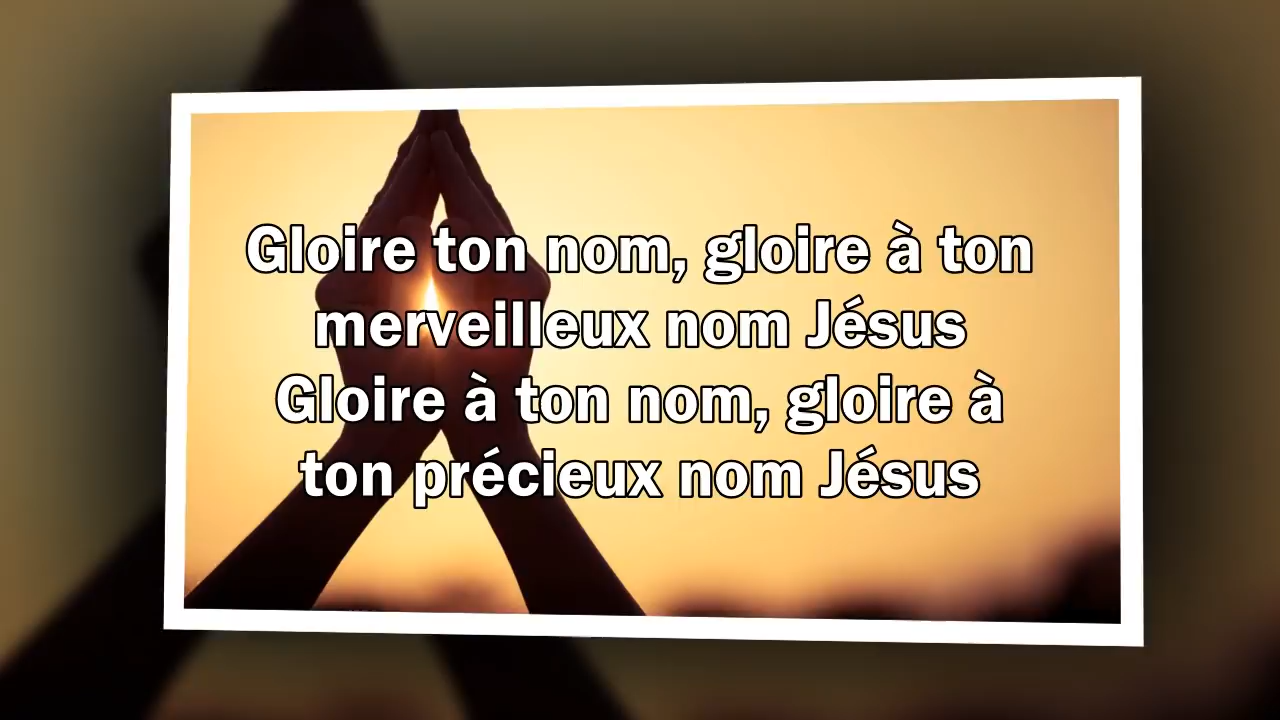 Gloire ton nom, gloire à ton
merveilleux nom Jésus
Gloire à ton nom, gloire à
ton précieux nom Jésus